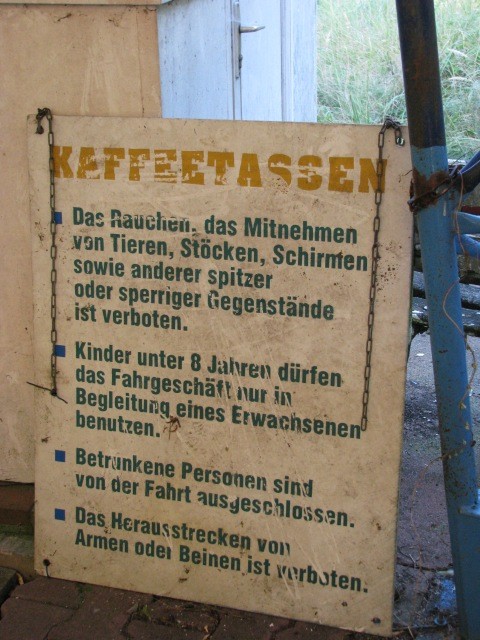 KAFFEETASSEN
Das Rauchen, das Mitnehmen
von Tieren, Stöcken, Schirmen
sowie anderer spitzer
oder sperriger Gegenstände
ist verboten.
Kinder unter 8 Jahren dürfen
das Fahrgeschäft nur in
Begleitung eines Erwachsenen
benutzen.
Betrunkene Personen sind
von der Fahrt ausgeschlossen.
Das Herausstrecken von
Armen oder Beinen ist verboten.